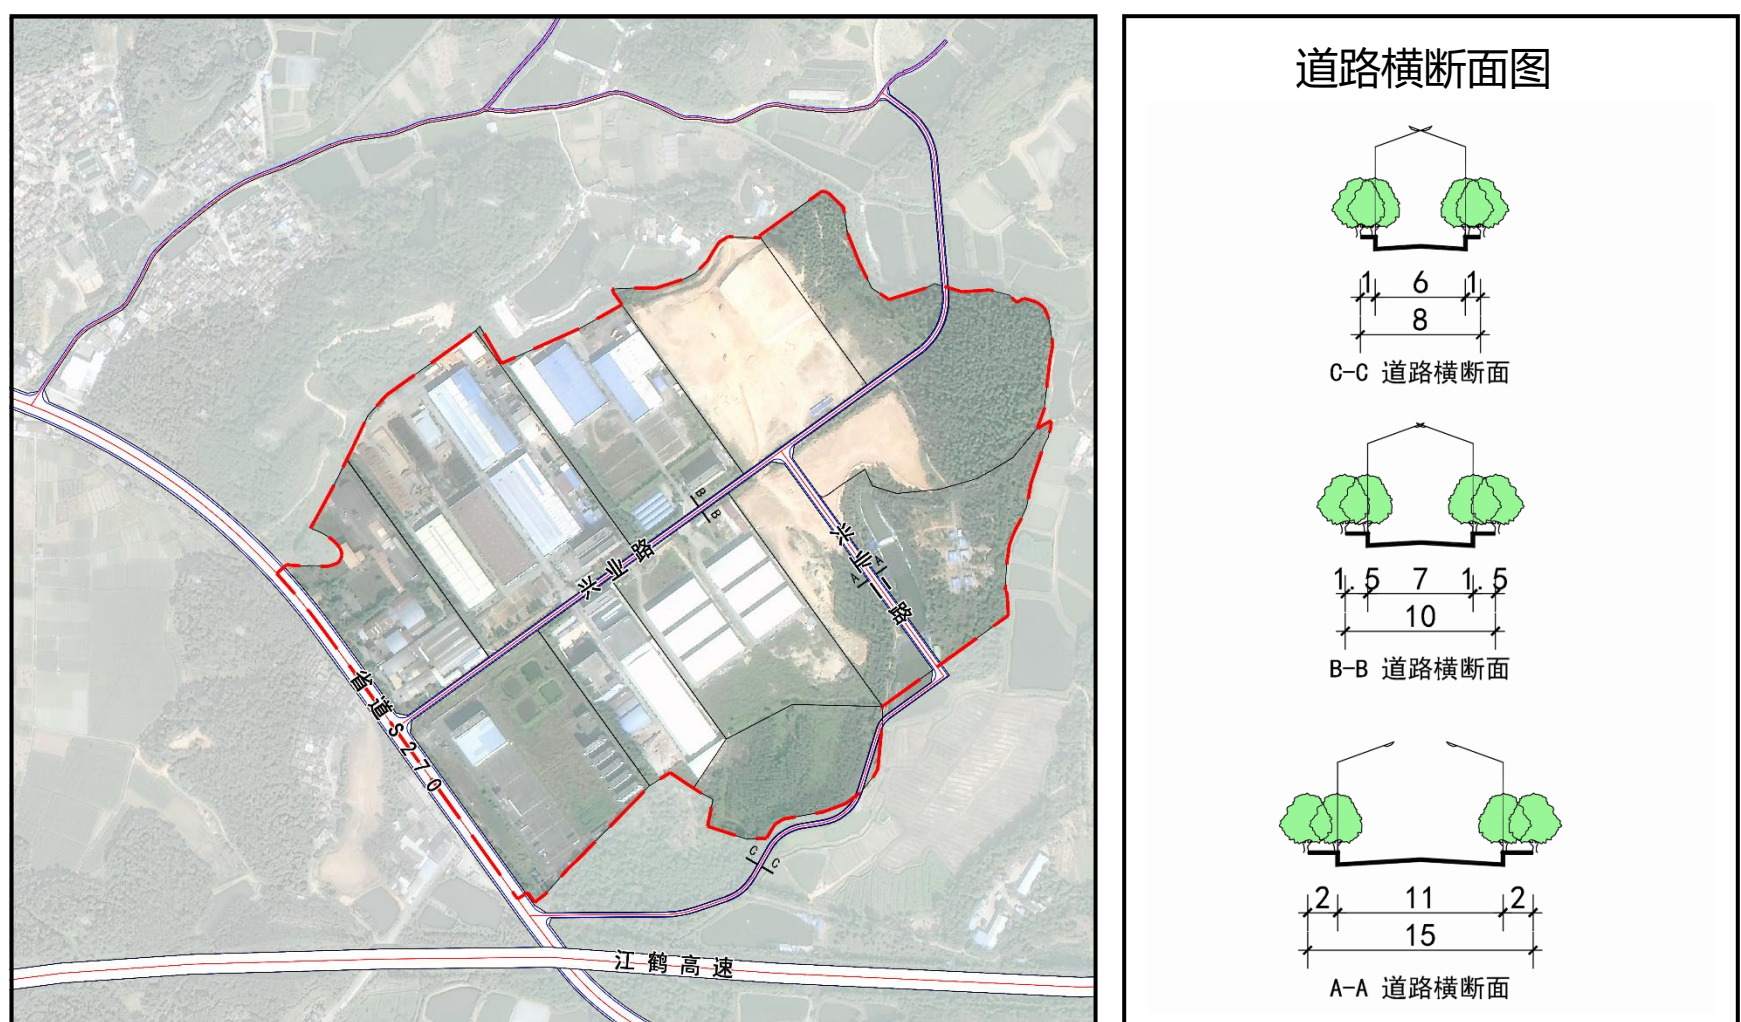 兴业路
兴业二路
省道S270
江鹤高速
B
B
A
A
C
C
道路横断面图
1 6 1
8
C-C 道路横断面
1.5 7 1.5
10
B-B 道路横断面
2 11 2
15
A-A 道路横断面